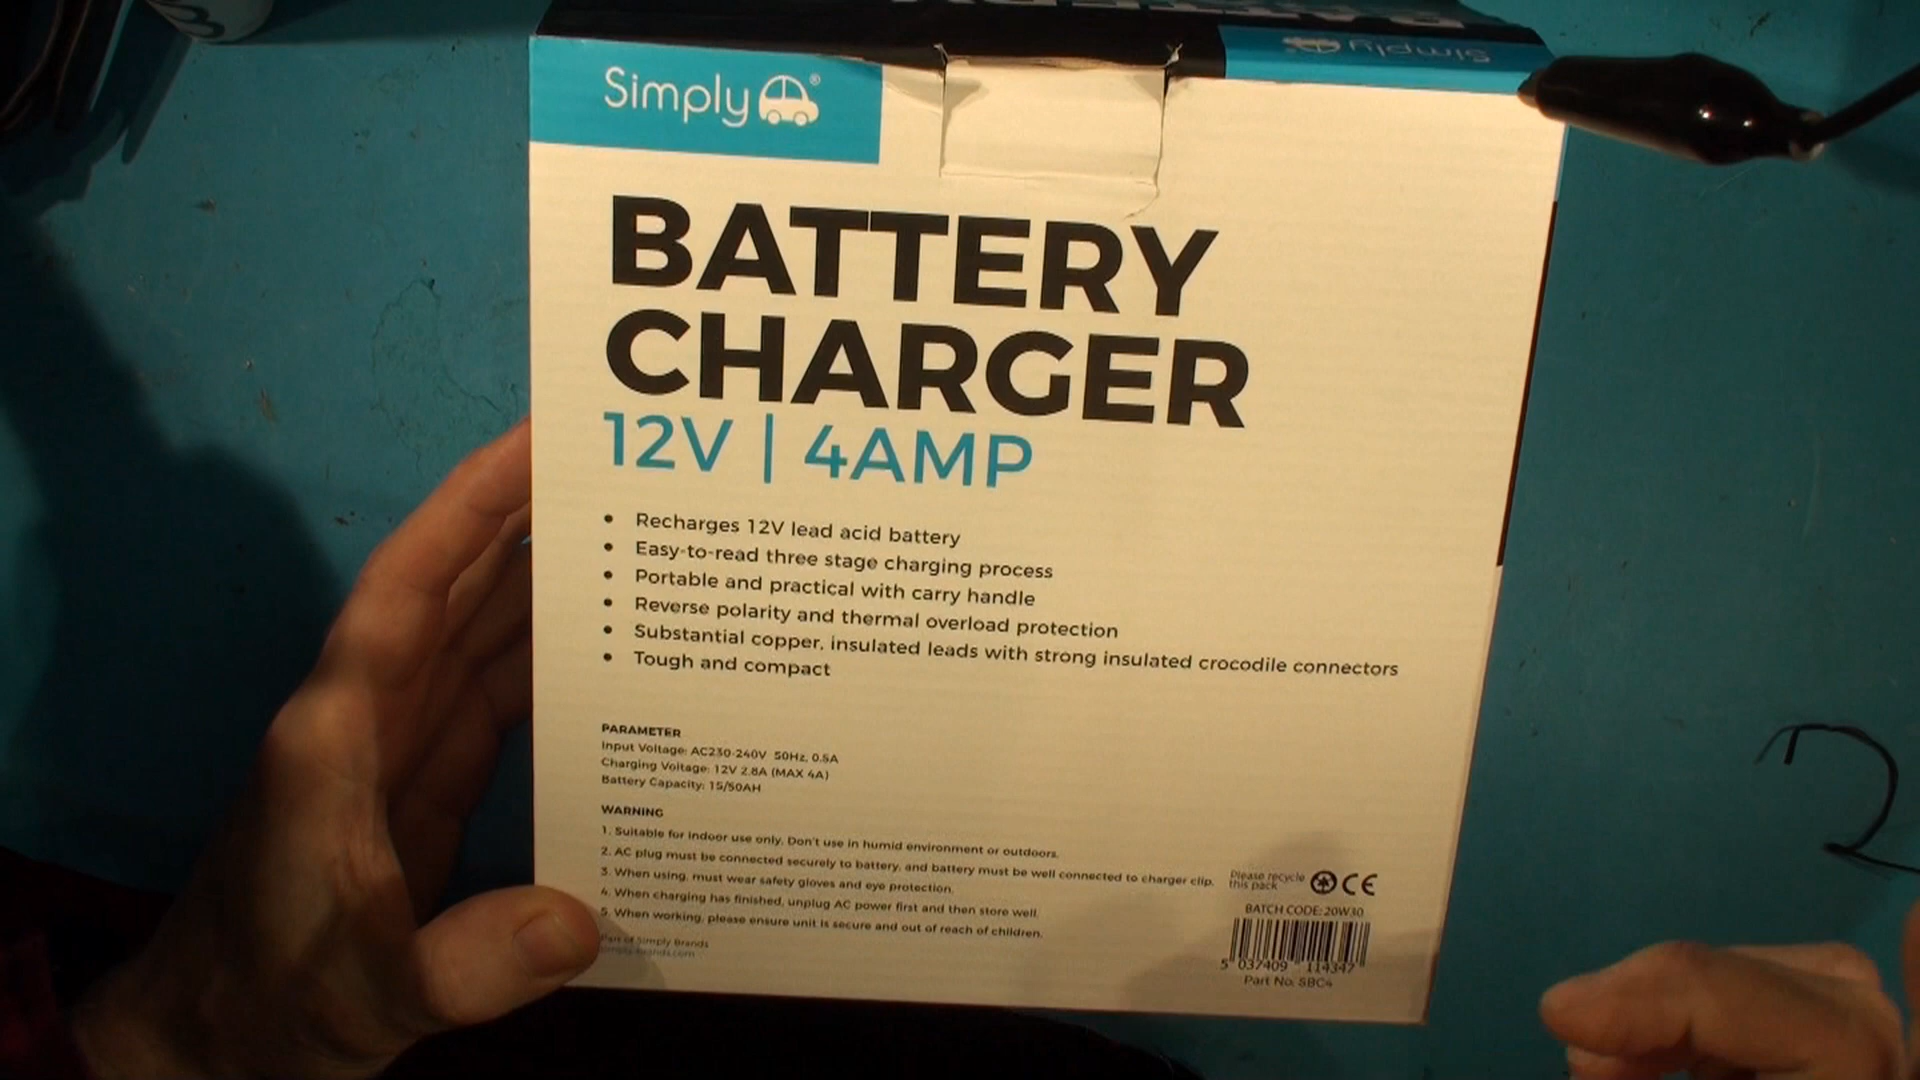 Simply
Simply
BATTERY
CHARGER
12V | 4AMP
• Recharges 12V lead acid battery
• Easy-to-read three stage charging process
• Portable and practical with carry handle
• Reverse polarity and thermal overload protection
• Substantial copper, insulated leads with strong insulated crocodile connectors
• Tough and compact
PARAMETER
Input Voltage: AC230-240V 50Hz, 0.5A
Charging Voltage: 12V 2.8A (MAX 4A)
Battery Capacity: 15/50AH
WARNING
1. Suitable for indoor use only. Don't use in humid environment or outdoors.
2. AC plug must be connected securely to battery, and battery must be well connected to charger clip.
3. When using, must wear safety gloves and eye protection.
4. When charging has finished, unplug AC power first and then store well.
5. When working, please ensure unit is secure and out of reach of children.
Part of Simply Brands
Please recycle
this pack
CE
BATCH CODE: 20W30
5 037409 114347
Part No. SBC4